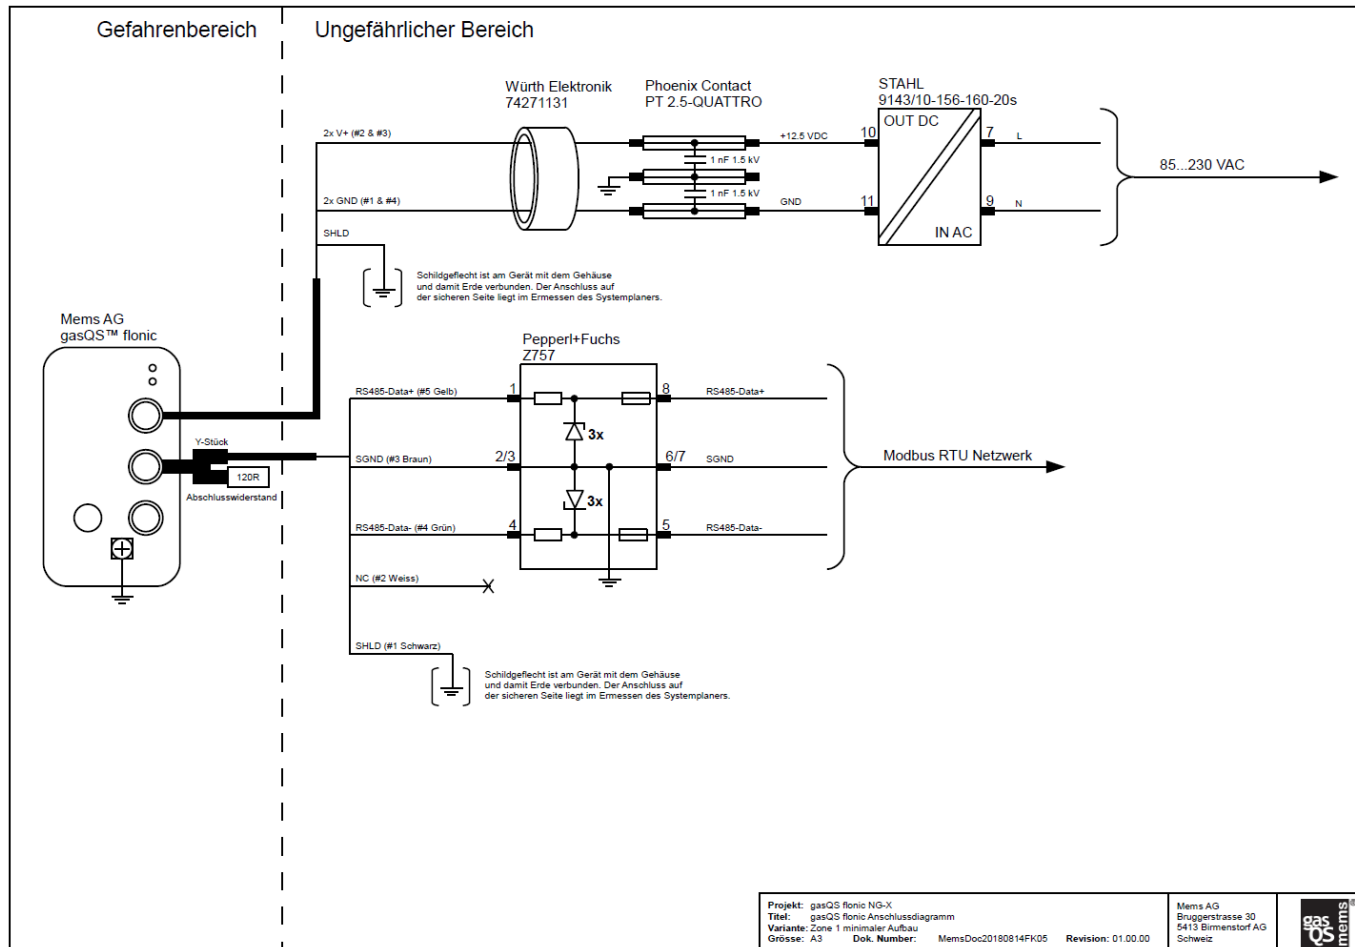 Gefahrenbereich
Ungefährlicher Bereich
Würth Elektronik
74271131
Phoenix Contact
PT 2.5-QUATTRO
STAHL
9143/10-156-160-20s
OUT DC
2x V+ (#2 & #3)
+12.5 VDC
10
7
L
1 nF 1.5 kV
85...230 VAC
1 nF 1.5 kV
2x GND (#1 & #4)
GND
11
9
N
SHLD
IN AC
Schildgeflecht ist am Gerät mit dem Gehäuse
und damit Erde verbunden. Der Anschluss auf
der sicheren Seite liegt im Ermessen des Systemplaners.
Mems AG
gasQS™ flonic
Pepperl+Fuchs
Z757
RS485-Data+ (#5 Gelb)
1
8
RS485-Data+
3x
Y-Stück
SGND (#3 Braun)
2/3
6/7
SGND
Modbus RTU Netzwerk
120R
Abschlusswiderstand
3x
RS485-Data- (#4 Grün)
4
5
RS485-Data-
NC (#2 Weiss)
SHLD (#1 Schwarz)
Schildgeflecht ist am Gerät mit dem Gehäuse
und damit Erde verbunden. Der Anschluss auf
der sicheren Seite liegt im Ermessen des Systemplaners.
Projekt: gasQS flonic NG-X
Titel: gasQS flonic Anschlussdiagramm
Variante: Zone 1 minimaler Aufbau
Grösse: A3 Dok. Number: MemsDoc20180814FK05 Revision: 01.00.00
Mems AG
Bruggerstrasse 30
5413 Birmenstorf AG
Schweiz
gas
QS
mems